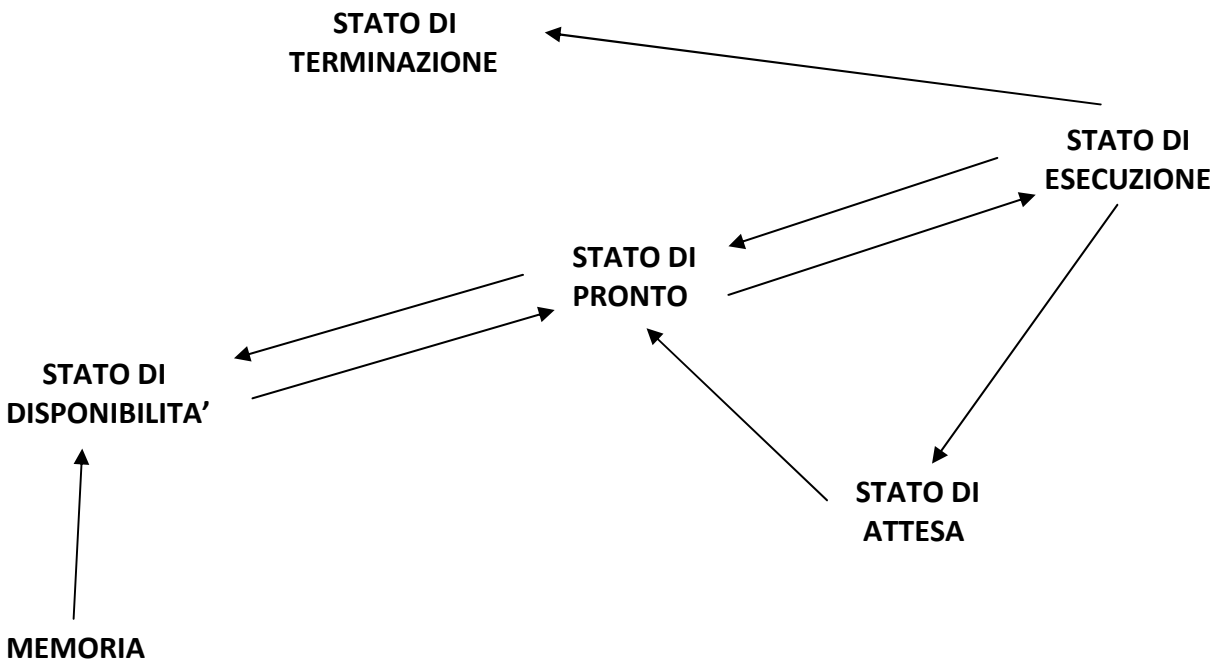 STATO DI
TERMINAZIONE
STATO DI
ESECUZIONE
STATO DI
PRONTO
STATO DI
DISPONIBILITA’
STATO DI
ATTESA
MEMORIA